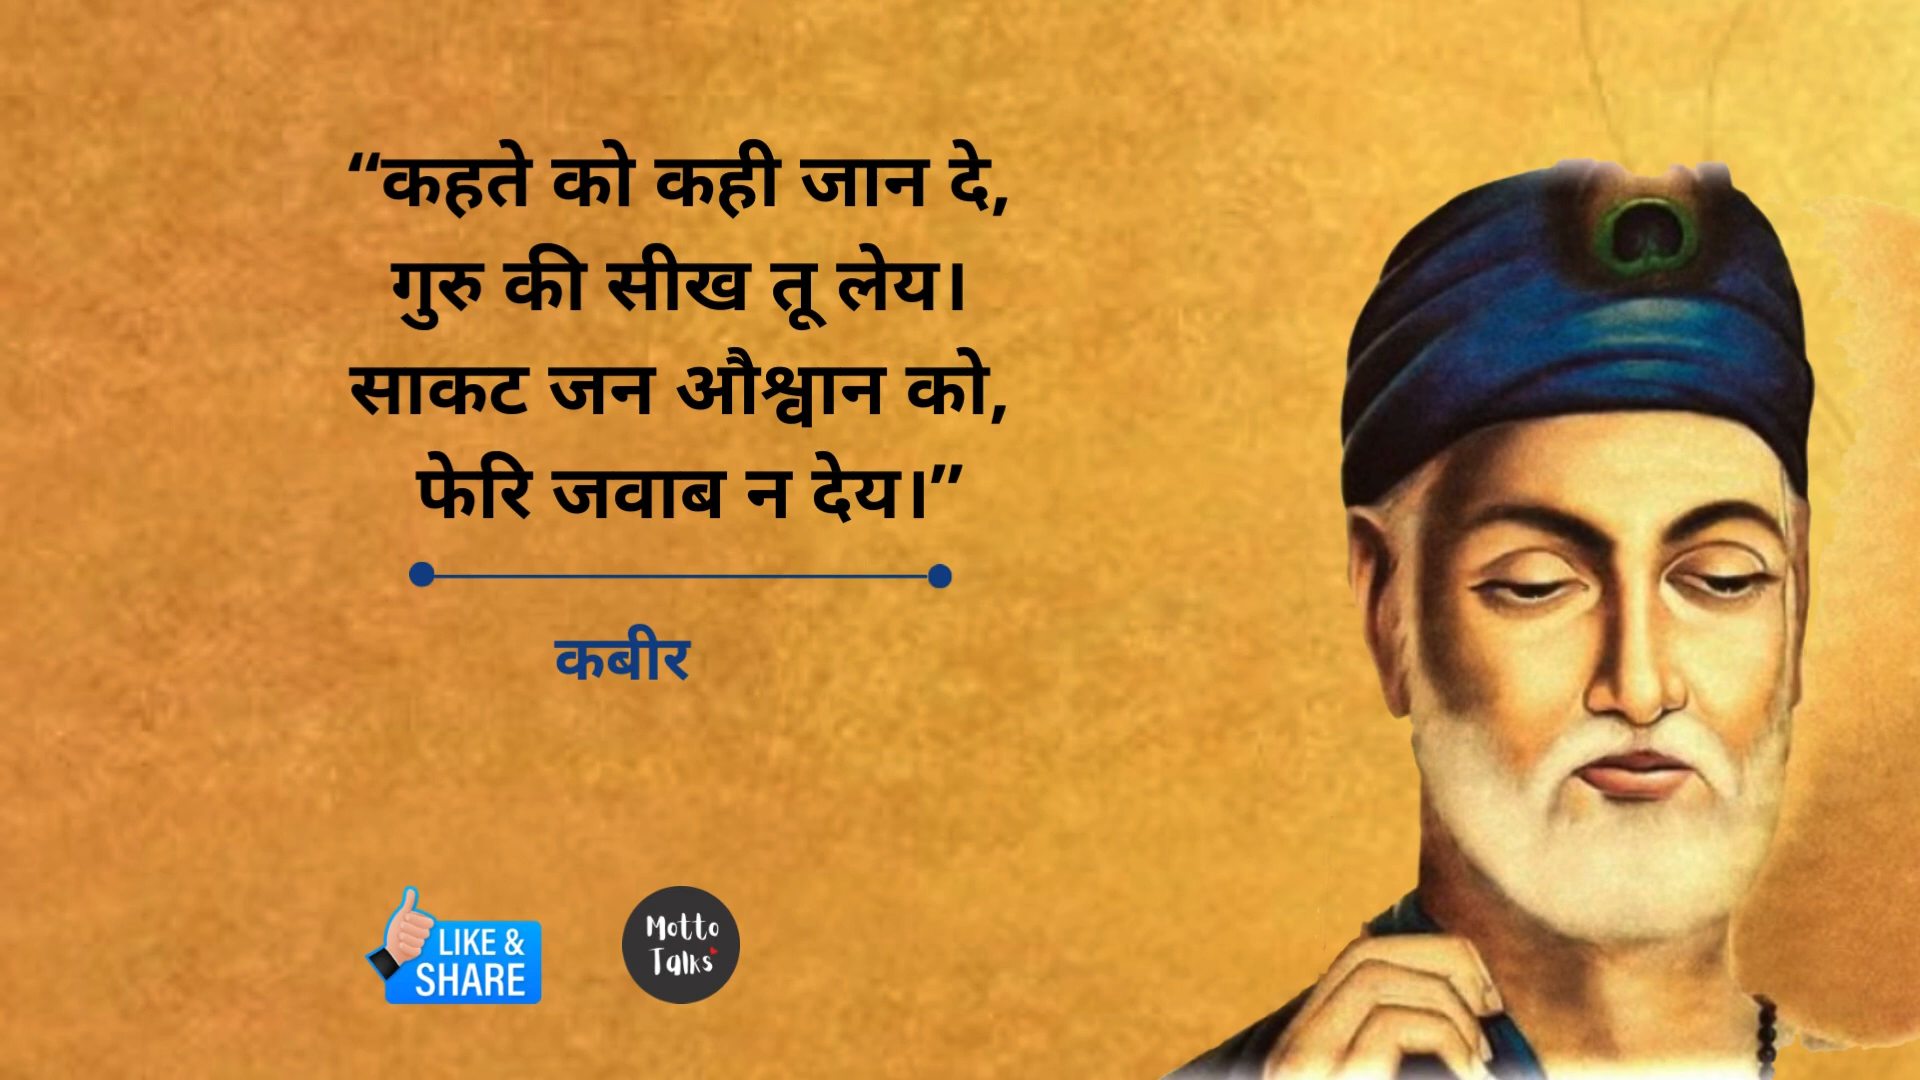 “कहते को कही जान दे,
गुरु की सीख तू लेय।
साकट जन औश्वान को,
फेरि जवाब न देय।”
कबीर
LIKE &
SHARE
Motto
Talks